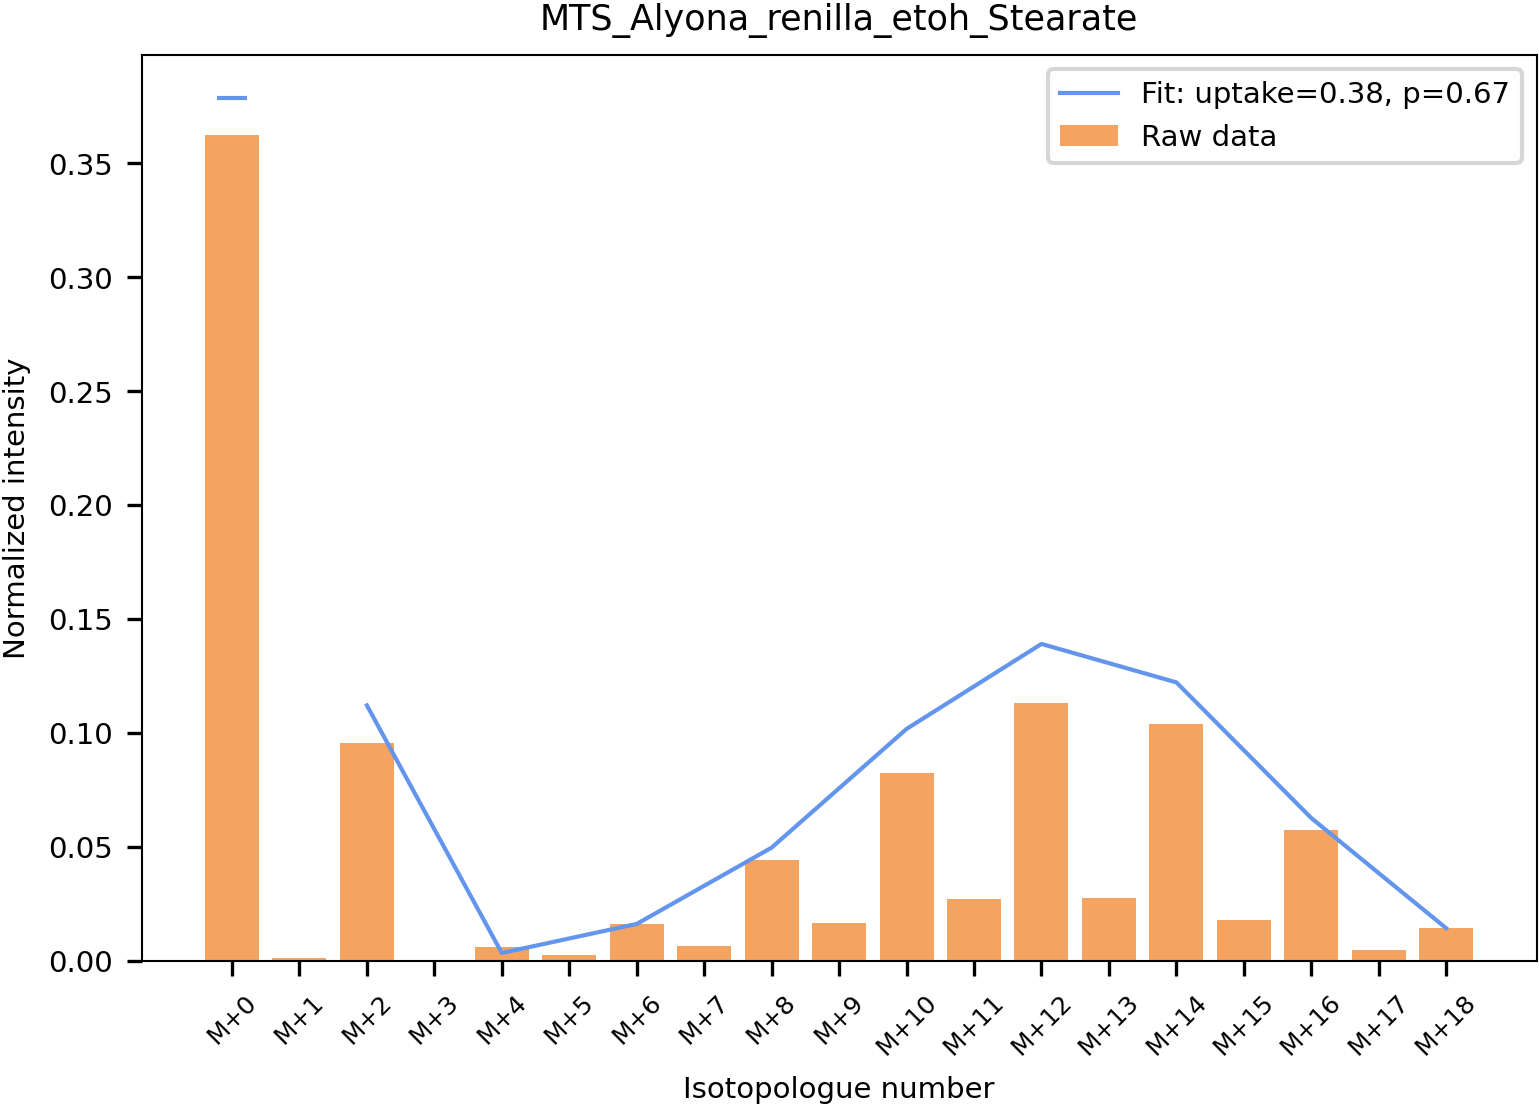 MTS_Alyona_renilla_etoh_Stearate
Fit: uptake=0.38, p=0.67
Raw data
Normalized intensity
0.35
0.30
0.25
0.20
0.15
0.10
0.05
0.00
M+0
M+1
M+2
M+3
M+4
M+5
M+6
M+7
M+8
M+9
M+10
M+11
M+12
M+13
M+14
M+15
M+16
M+17
M+18
Isotopologue number